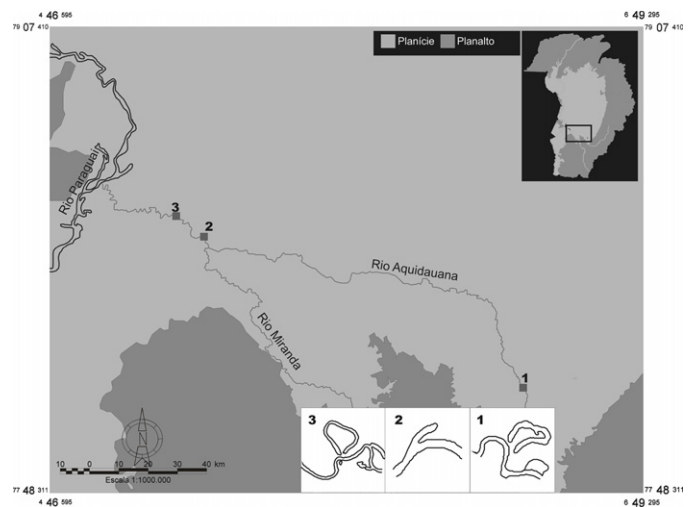 4 46 595
6 49 295
79 07 410
79 07 410
Planície
Planalto
Rio Paraguai
3
2
Rio Aquidauana
Rio Miranda
1
3
2
1
N
10 0 10 20 30 40 km
Escala 1:1000.000
77 48 311
77 48 311
4 46 595
6 49 295